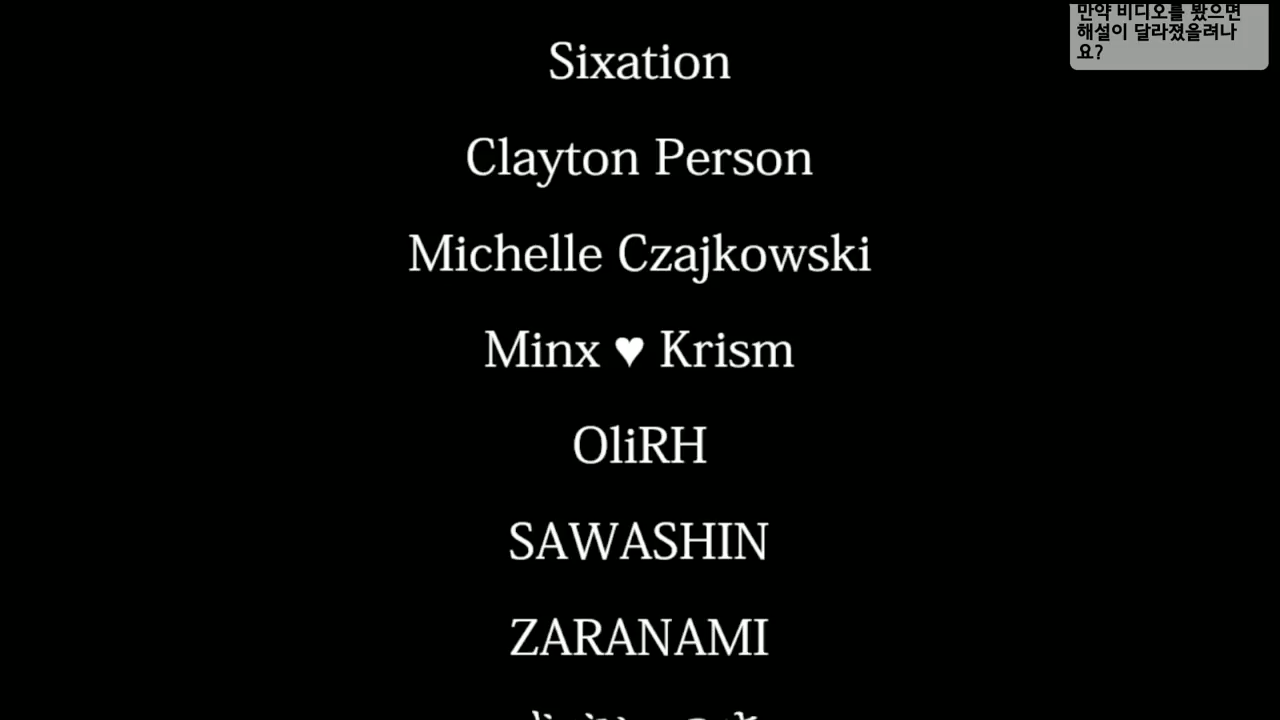 만약 비디오를 봤으면
해설이 달라졌을려나
요?
Sixation
Clayton Person
Michelle Czajkowski
Minx ♥ Krism
OliRH
SAWASHIN
ZARANAMI